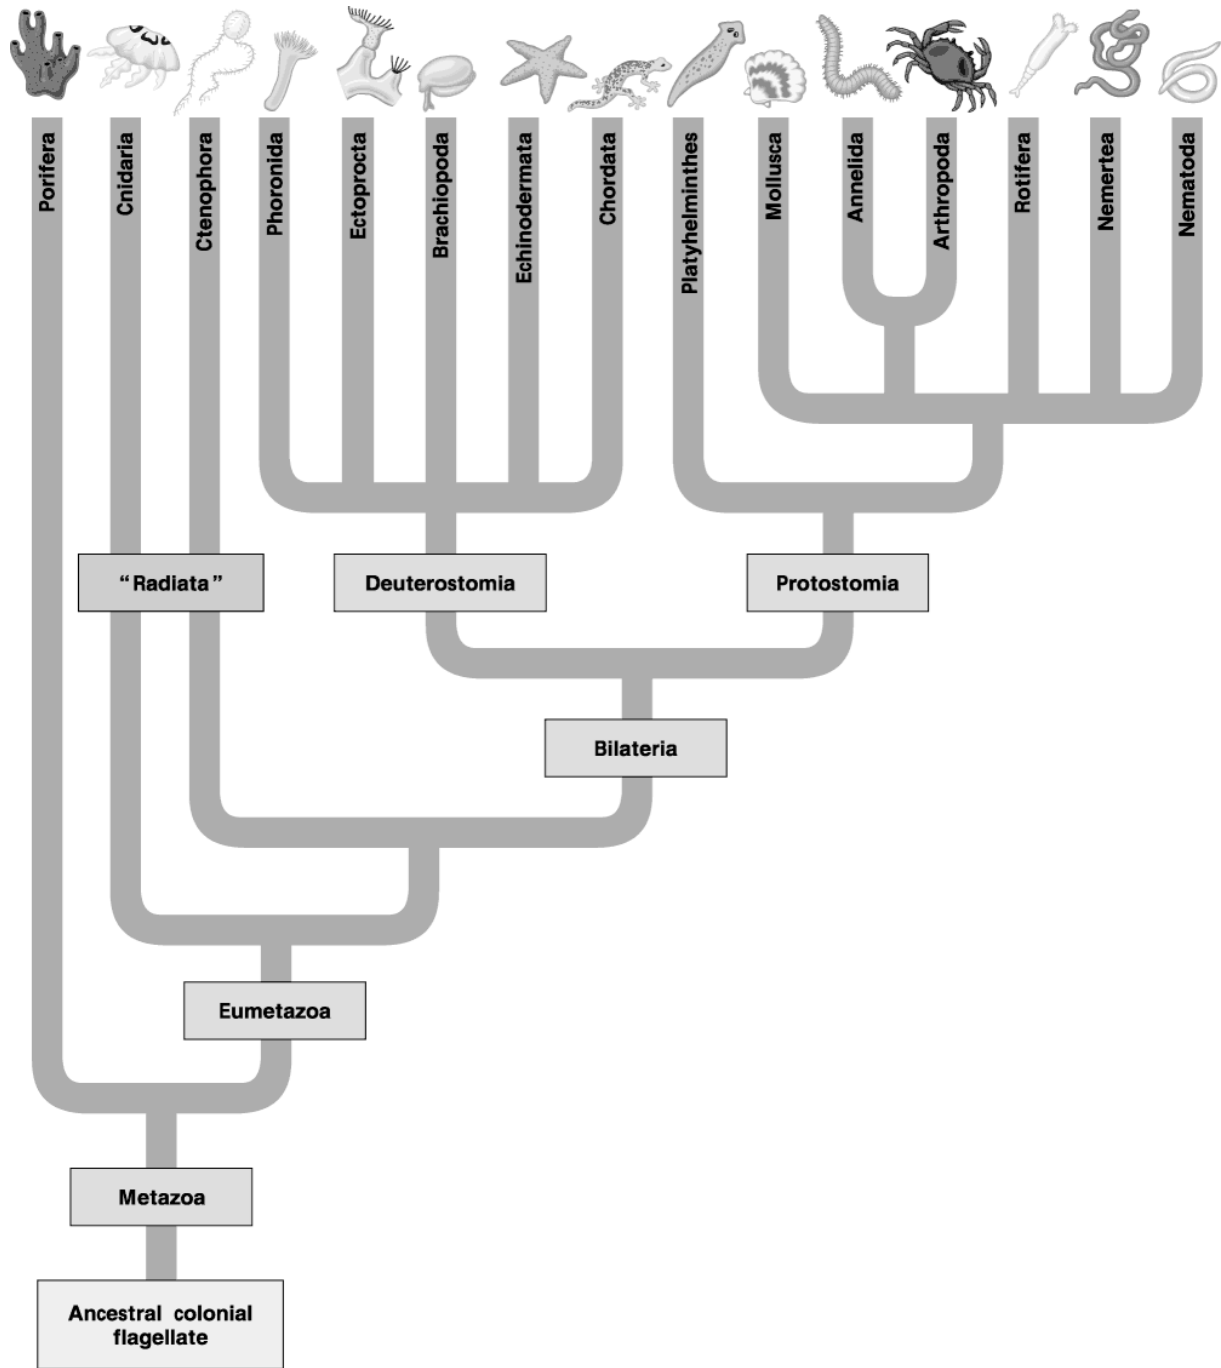 Porifera
Cnidaria
Ctenophora
Phoronida
Ectoprocta
Brachiopoda
Echinodermata
Chordata
Platyhelminthes
Mollusca
Annelida
Arthropoda
Rotifera
Nemertea
Nematoda
“Radiata”
Deuterostomia
Protostomia
Bilateria
Eumetazoa
Metazoa
Ancestral colonial
flagellate